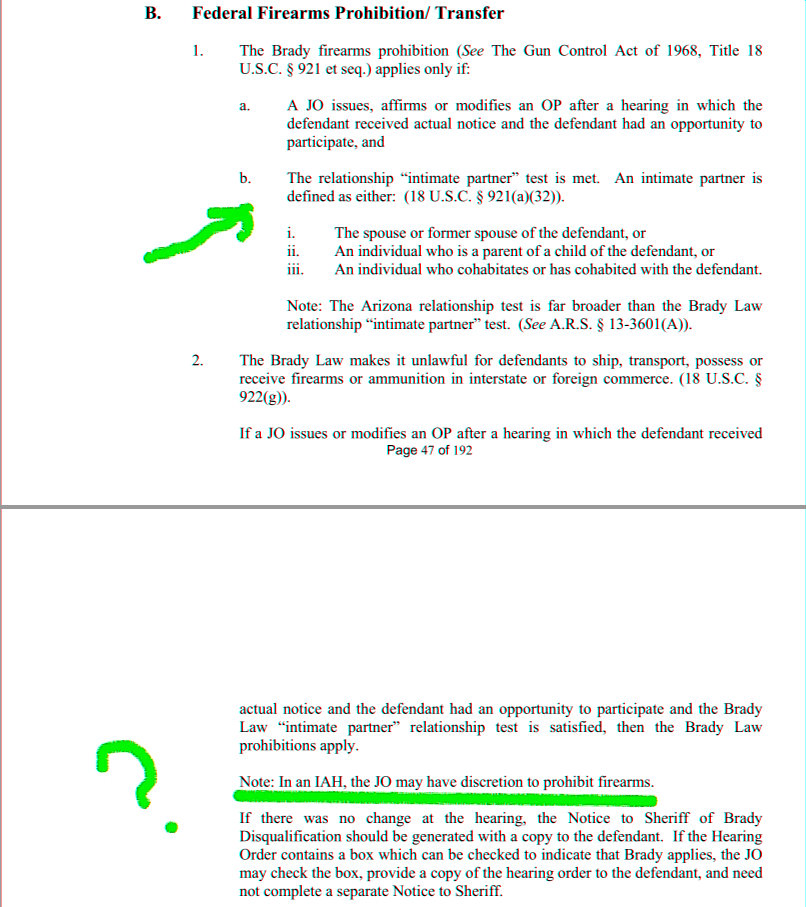 B. Federal Firearms Prohibition/ Transfer
1. The Brady firearms prohibition (See The Gun Control Act of 1968, Title 18
U.S.C. § 921 et seq.) applies only if:
a. A JO issues, affirms or modifies an OP after a hearing in which the
defendant received actual notice and the defendant had an opportunity to
participate, and
b. The relationship “intimate partner” test is met. An intimate partner is
defined as either: (18 U.S.C. § 921(a)(32)).
i. The spouse or former spouse of the defendant, or
ii. An individual who is a parent of a child of the defendant, or
iii. An individual who cohabitates or has cohabited with the defendant.
Note: The Arizona relationship test is far broader than the Brady Law
relationship “intimate partner” test. (See A.R.S. § 13-3601(A)).
2. The Brady Law makes it unlawful for defendants to ship, transport, possess or
receive firearms or ammunition in interstate or foreign commerce. (18 U.S.C. §
922(g)).
If a JO issues or modifies an OP after a hearing in which the defendant received
Page 47 of 192
actual notice and the defendant had an opportunity to participate and the Brady
Law “intimate partner” relationship test is satisfied, then the Brady Law
prohibitions apply.
?
Note: In an IAH, the JO may have discretion to prohibit firearms.
If there was no change at the hearing, the Notice to Sheriff of Brady
Disqualification should be generated with a copy to the defendant. If the Hearing
Order contains a box which can be checked to indicate that Brady applies, the JO
may check the box, provide a copy of the hearing order to the defendant, and need
not complete a separate Notice to Sheriff.